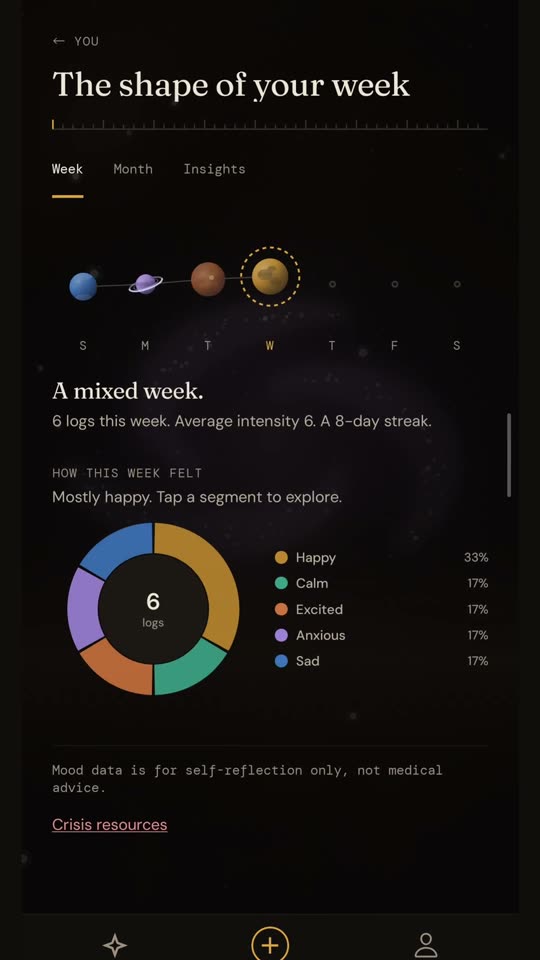 ← YOU
The shape of your week
Week Month Insights
S M T W T F S
A mixed week.
6 logs this week. Average intensity 6. A 8-day streak.
HOW THIS WEEK FELT
Mostly happy. Tap a segment to explore.
6
logs
Happy 33%
Calm 17%
Excited 17%
Anxious 17%
Sad 17%
Mood data is for self-reflection only, not medical
advice.
Crisis resources